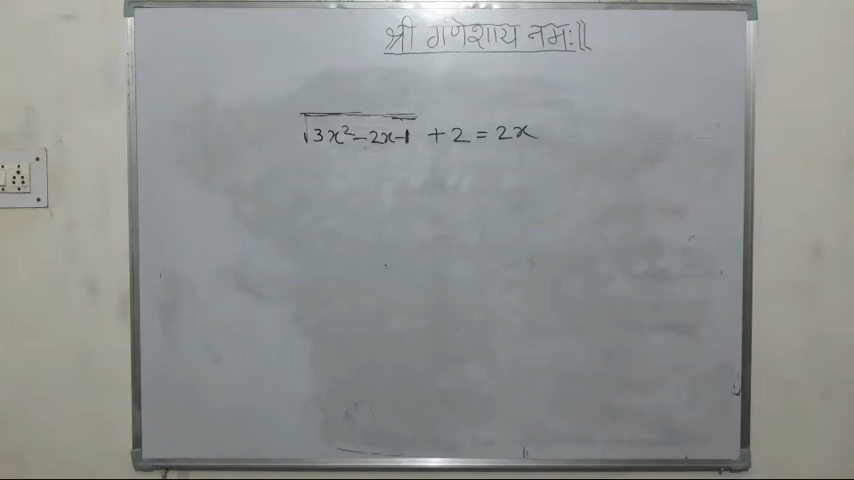 श्री गणेशाय नमः॥
√3x²-2x-1 + 2 = 2x